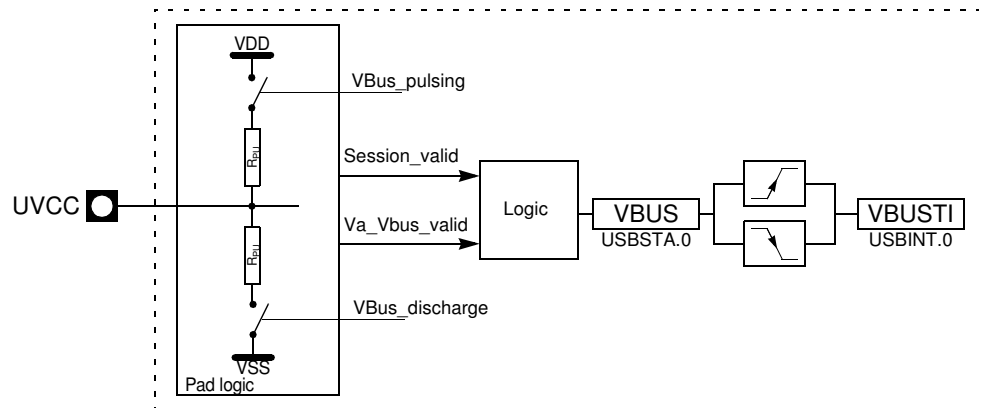 VDD
VBus_pulsing
RPU
Session_valid
UVCC
Logic
VBUS
VBUSTI
USBSTA.0
USBINT.0
Va_Vbus_valid
RPU
VBus_discharge
VSS
Pad logic